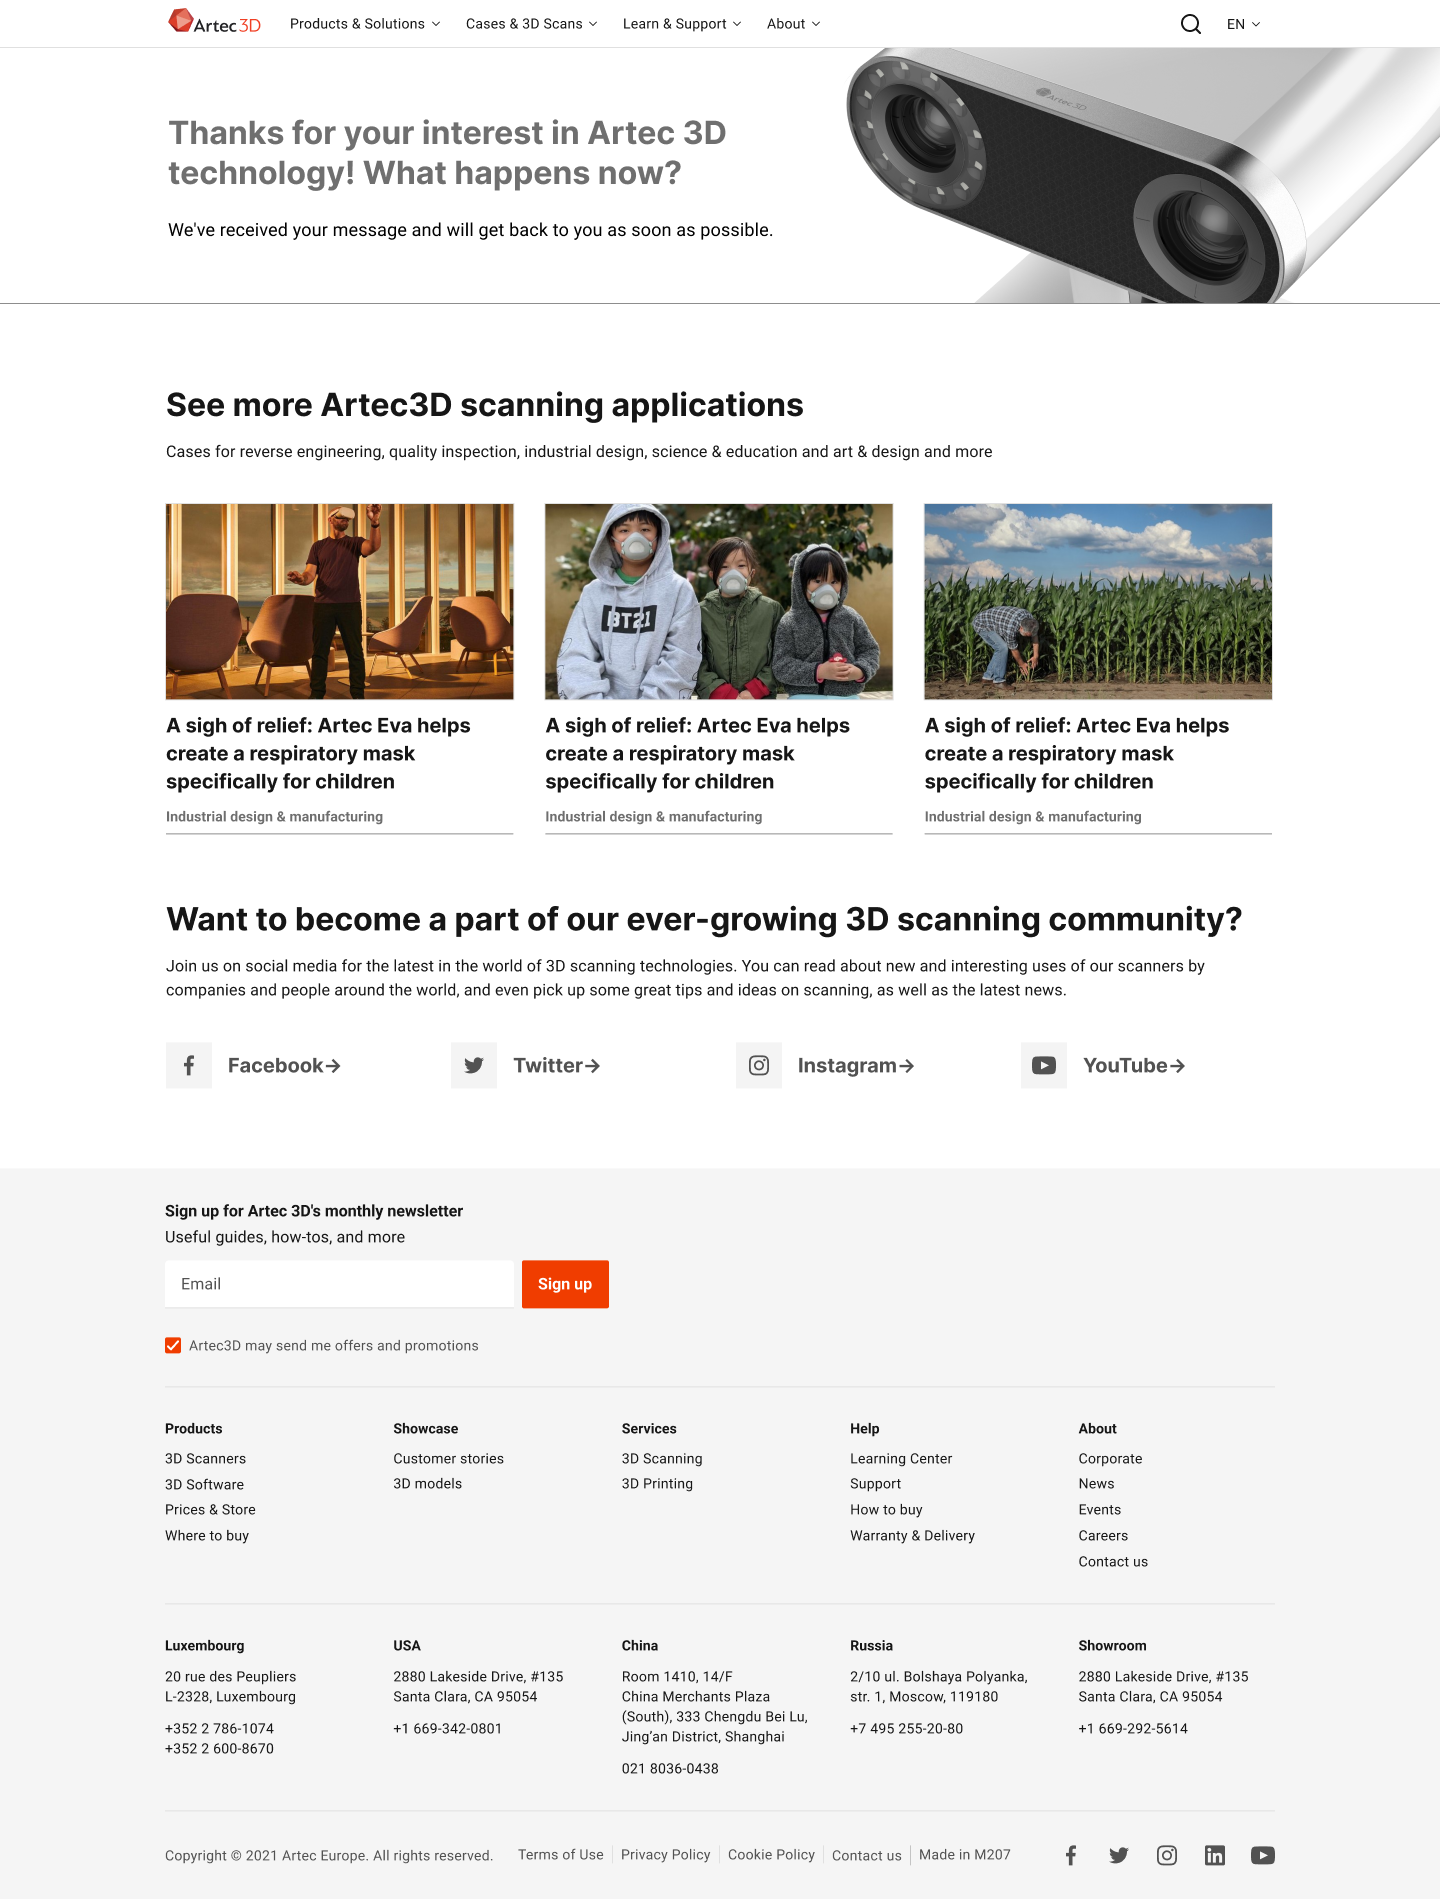 Artec 3D
Products & Solutions
Cases & 3D Scans
Learn & Support
About
EN
Artec 3D
Thanks for your interest in Artec 3D
technology! What happens now?
We've received your message and will get back to you as soon as possible.
See more Artec3D scanning applications
Cases for reverse engineering, quality inspection, industrial design, science & education and art & design and more
BT21
A sigh of relief: Artec Eva helps
create a respiratory mask
specifically for children
Industrial design & manufacturing
A sigh of relief: Artec Eva helps
create a respiratory mask
specifically for children
Industrial design & manufacturing
A sigh of relief: Artec Eva helps
create a respiratory mask
specifically for children
Industrial design & manufacturing
Want to become a part of our ever-growing 3D scanning community?
Join us on social media for the latest in the world of 3D scanning technologies. You can read about new and interesting uses of our scanners by
companies and people around the world, and even pick up some great tips and ideas on scanning, as well as the latest news.
Facebook→
Twitter→
Instagram→
YouTube→
Sign up for Artec 3D's monthly newsletter
Useful guides, how-tos, and more
Email
Sign up
Artec3D may send me offers and promotions
Products
3D Scanners
3D Software
Prices & Store
Where to buy
Showcase
Customer stories
3D models
Services
3D Scanning
3D Printing
Help
Learning Center
Support
How to buy
Warranty & Delivery
About
Corporate
News
Events
Careers
Contact us
Luxembourg
20 rue des Peupliers
L-2328, Luxembourg
+352 2 786-1074
+352 2 600-8670
USA
2880 Lakeside Drive, #135
Santa Clara, CA 95054
+1 669-342-0801
China
Room 1410, 14/F
China Merchants Plaza
(South), 333 Chengdu Bei Lu,
Jing’an District, Shanghai
021 8036-0438
Russia
2/10 ul. Bolshaya Polyanka,
str. 1, Moscow, 119180
+7 495 255-20-80
Showroom
2880 Lakeside Drive, #135
Santa Clara, CA 95054
+1 669-292-5614
Copyright © 2021 Artec Europe. All rights reserved.
Terms of Use
Privacy Policy
Cookie Policy
Contact us
Made in M207